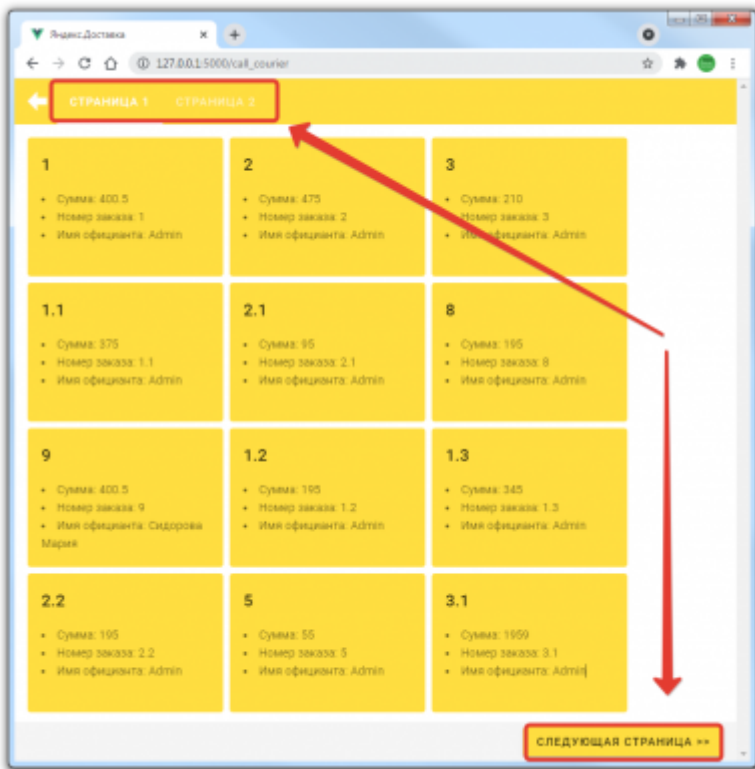 Яндекс.Доставка
127.0.0.1:5000/call_courier
СТРАНИЦА 1 СТРАНИЦА 2
1
• Сумма: 400.5
• Номер заказа: 1
• Имя официанта: Admin
2
• Сумма: 475
• Номер заказа: 2
• Имя официанта: Admin
3
• Сумма: 210
• Номер заказа: 3
• Имя официанта: Admin
1.1
• Сумма: 375
• Номер заказа: 1.1
• Имя официанта: Admin
2.1
• Сумма: 95
• Номер заказа: 2.1
• Имя официанта: Admin
8
• Сумма: 195
• Номер заказа: 8
• Имя официанта: Admin
9
• Сумма: 400.5
• Номер заказа: 9
• Имя официанта: Сидорова
Мария
1.2
• Сумма: 195
• Номер заказа: 1.2
• Имя официанта: Admin
1.3
• Сумма: 345
• Номер заказа: 1.3
• Имя официанта: Admin
2.2
• Сумма: 195
• Номер заказа: 2.2
• Имя официанта: Admin
5
• Сумма: 55
• Номер заказа: 5
• Имя официанта: Admin
3.1
• Сумма: 1959
• Номер заказа: 3.1
• Имя официанта: Admin
СЛЕДУЮЩАЯ СТРАНИЦА >>